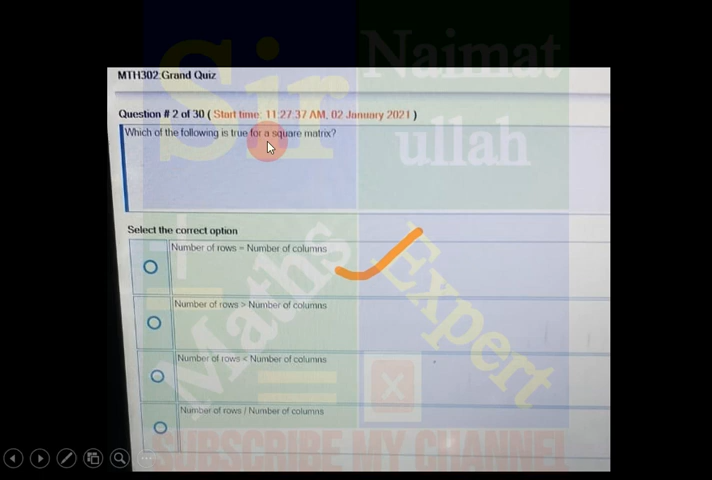 Sir
Naimat
ullah
MTH302 Grand Quiz
Question # 2 of 30 ( Start time: 11:27:37 AM, 02 January 2021 )
Which of the following is true for a square matrix?
Select the correct option
Number of rows = Number of columns
Number of rows > Number of columns
Number of rows < Number of columns
Number of rows / Number of columns
Maths
Expert
SUBSCRIBE MY CHANNEL